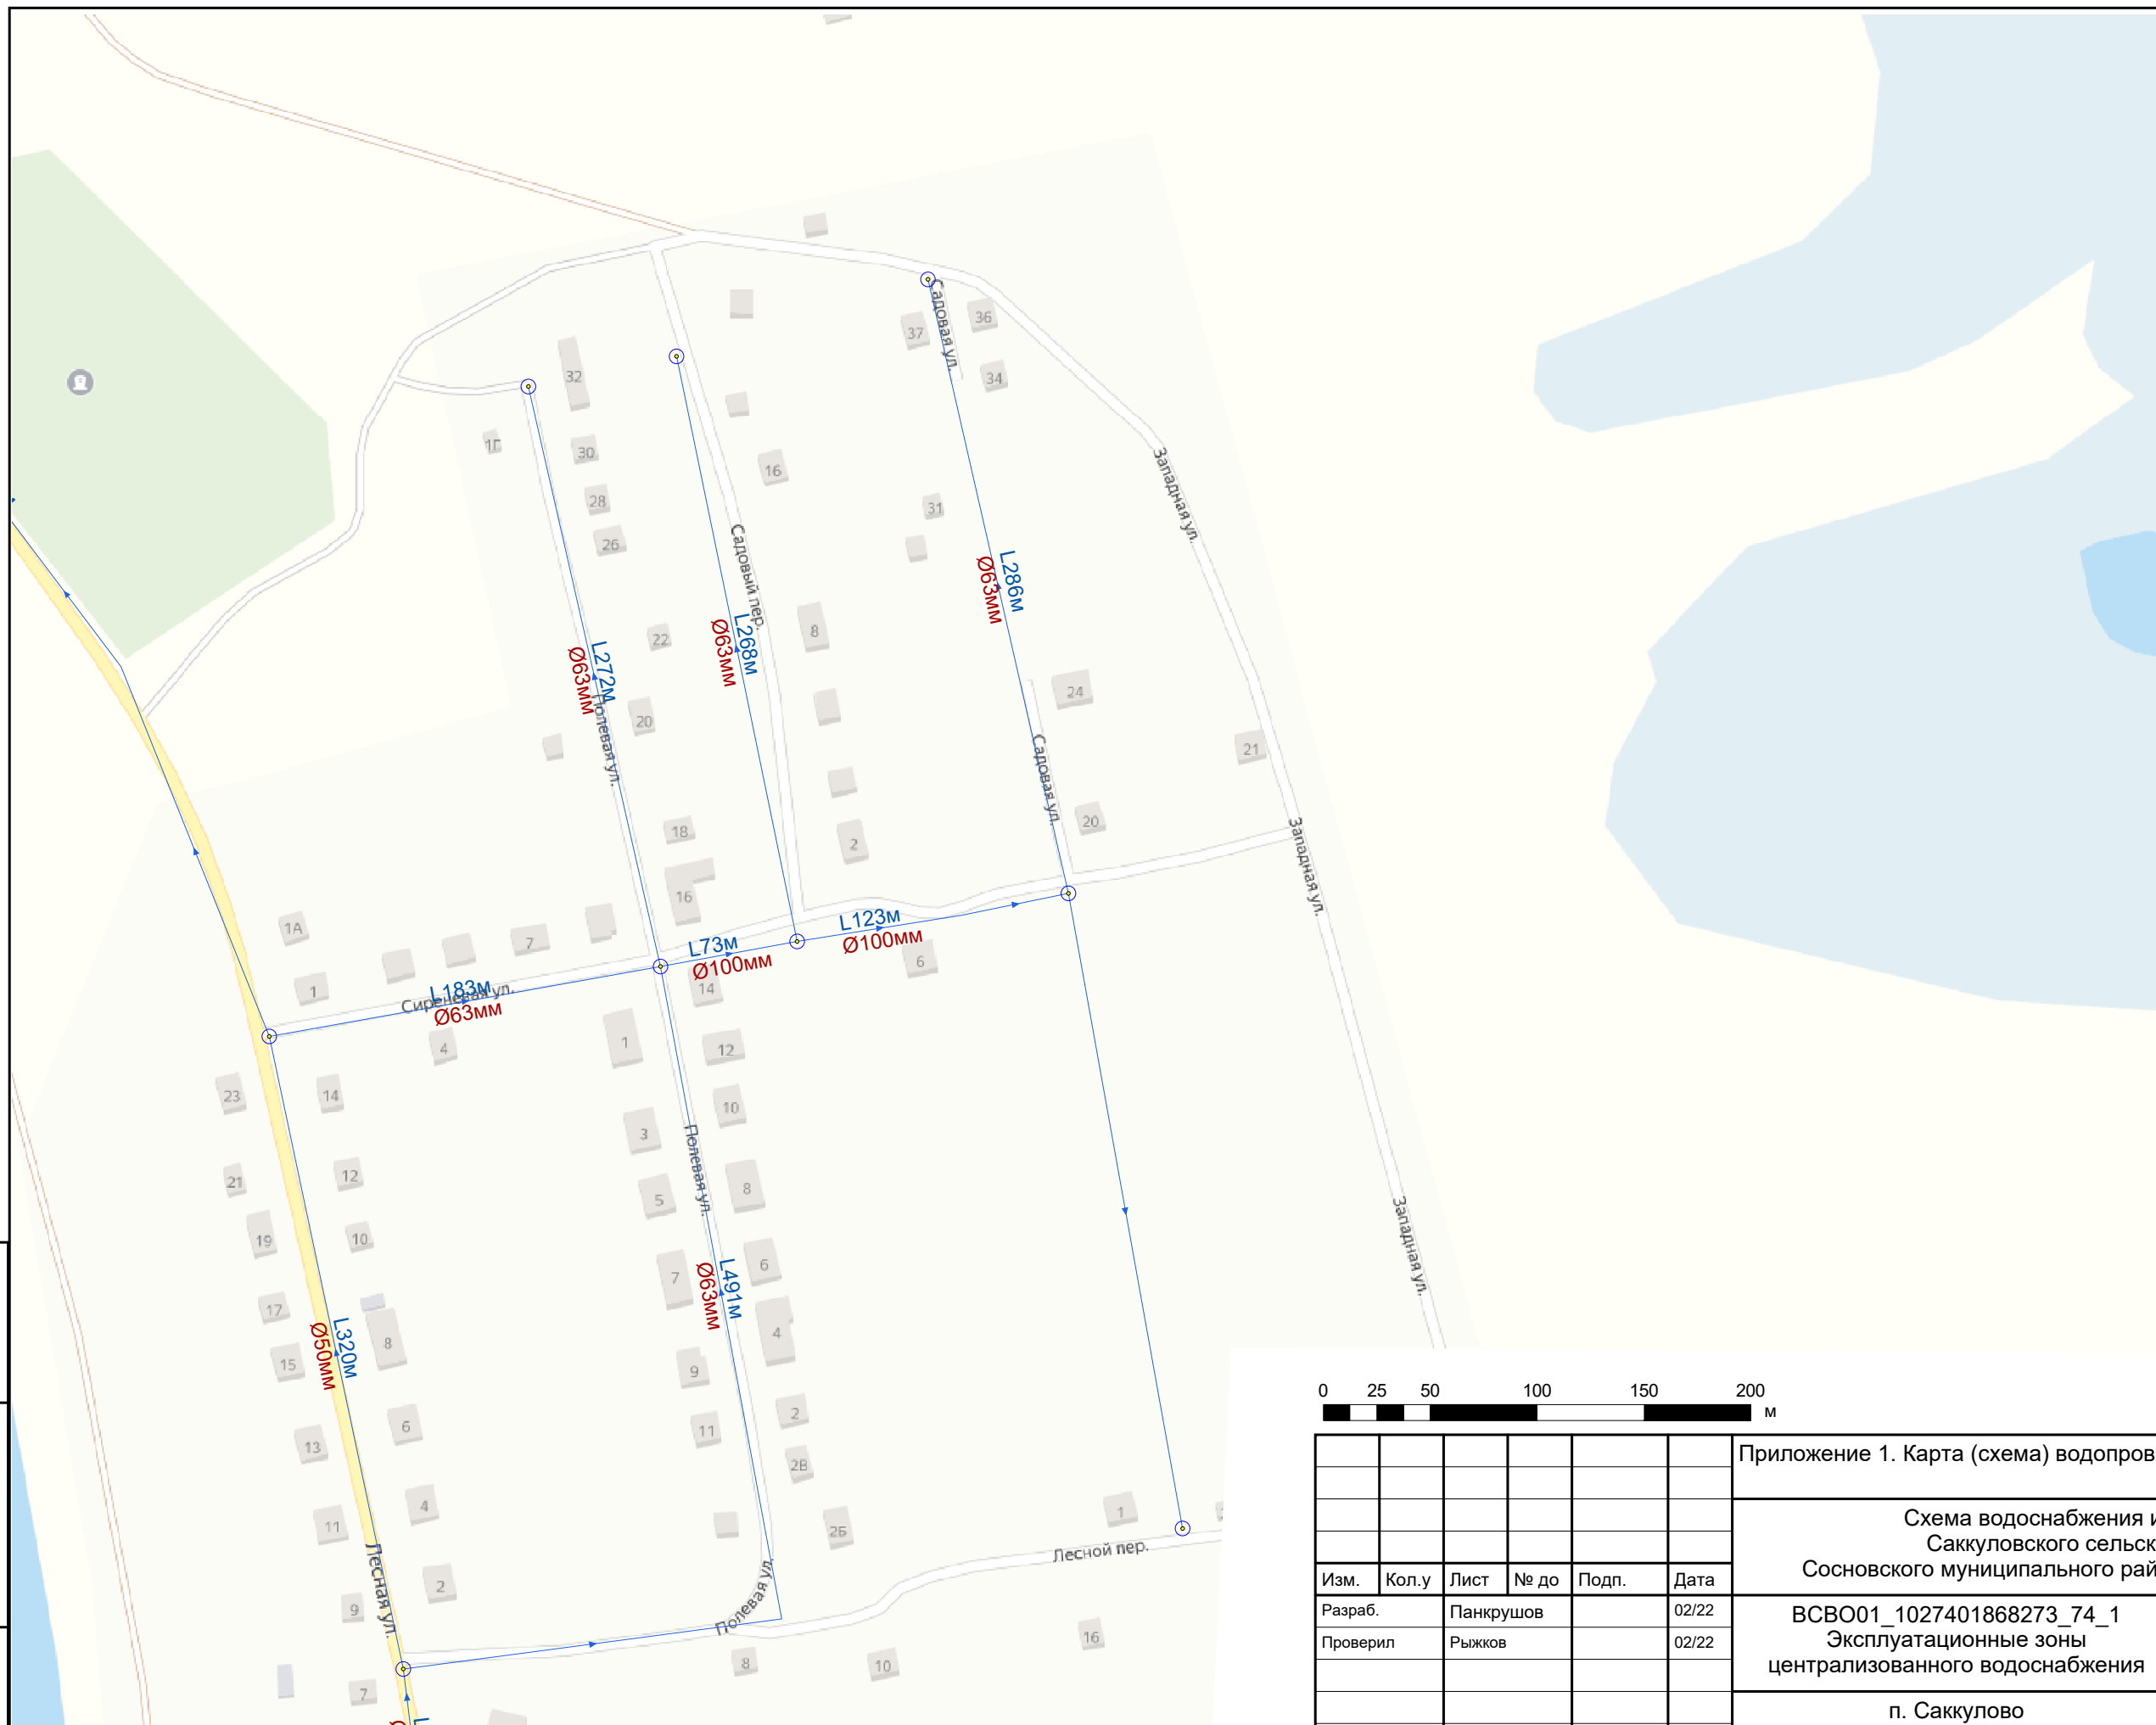 Садовая ул.
37
36
34
32
1Г
30
28
26
16
31
Садовый пер.
Западная ул.
L286м
Ø63мм
L268м
Ø63мм
8
22
L272м
Ø63мм
Полевая ул.
20
24
21
Садовая ул.
20
18
2
16
Западная ул.
1А
7
L123м
Ø100мм
L73м
Ø100мм
6
14
1
L183м
Сиреневая ул.
Ø63мм
4
1
12
23
14
10
3
Полевая ул.
21
12
5
8
19
10
Западная ул.
7
6
L491м
Ø63мм
17
8
4
L320м
Ø50мм
15
9
13
6
11
2
2В
11
4
2Б
1
Лесной пер.
Лесная ул.
2
9
Полевая ул.
8
10
16
7
0 25 50 100 150 200
м
Приложение 1. Карта (схема) водопров
Схема водоснабжения и
Саккуловского сельск
Сосновского муниципального рай
Изм. Кол.у Лист № до Подп. Дата
Разраб. Панкрушов 02/22
Проверил Рыжков 02/22
ВСВО01_1027401868273_74_1
Эксплуатационные зоны
централизованного водоснабжения
п. Саккулово